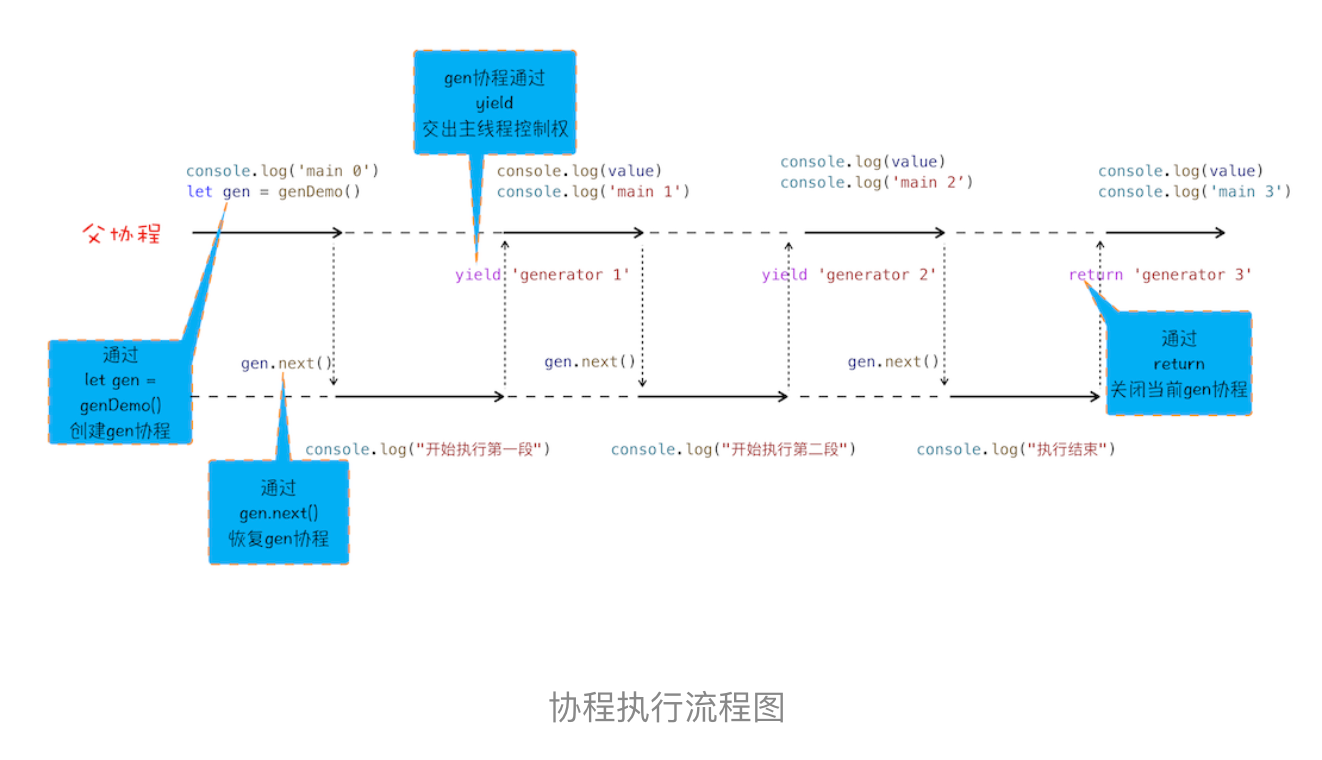 gen协程通过
yield
交出主线程控制权
console.log('main 0')
let gen = genDemo()
console.log(value)
console.log('main 1')
console.log(value)
console.log('main 2’)
console.log(value)
console.log('main 3')
父协程
yield 'generator 1'
yield 'generator 2'
return 'generator 3'
通过
let gen =
genDemo()
创建gen协程
gen.next()
gen.next()
gen.next()
通过
return
关闭当前gen协程
console.log("开始执行第一段")
console.log("开始执行第二段")
console.log("执行结束")
通过
gen.next()
恢复gen协程
协程执行流程图